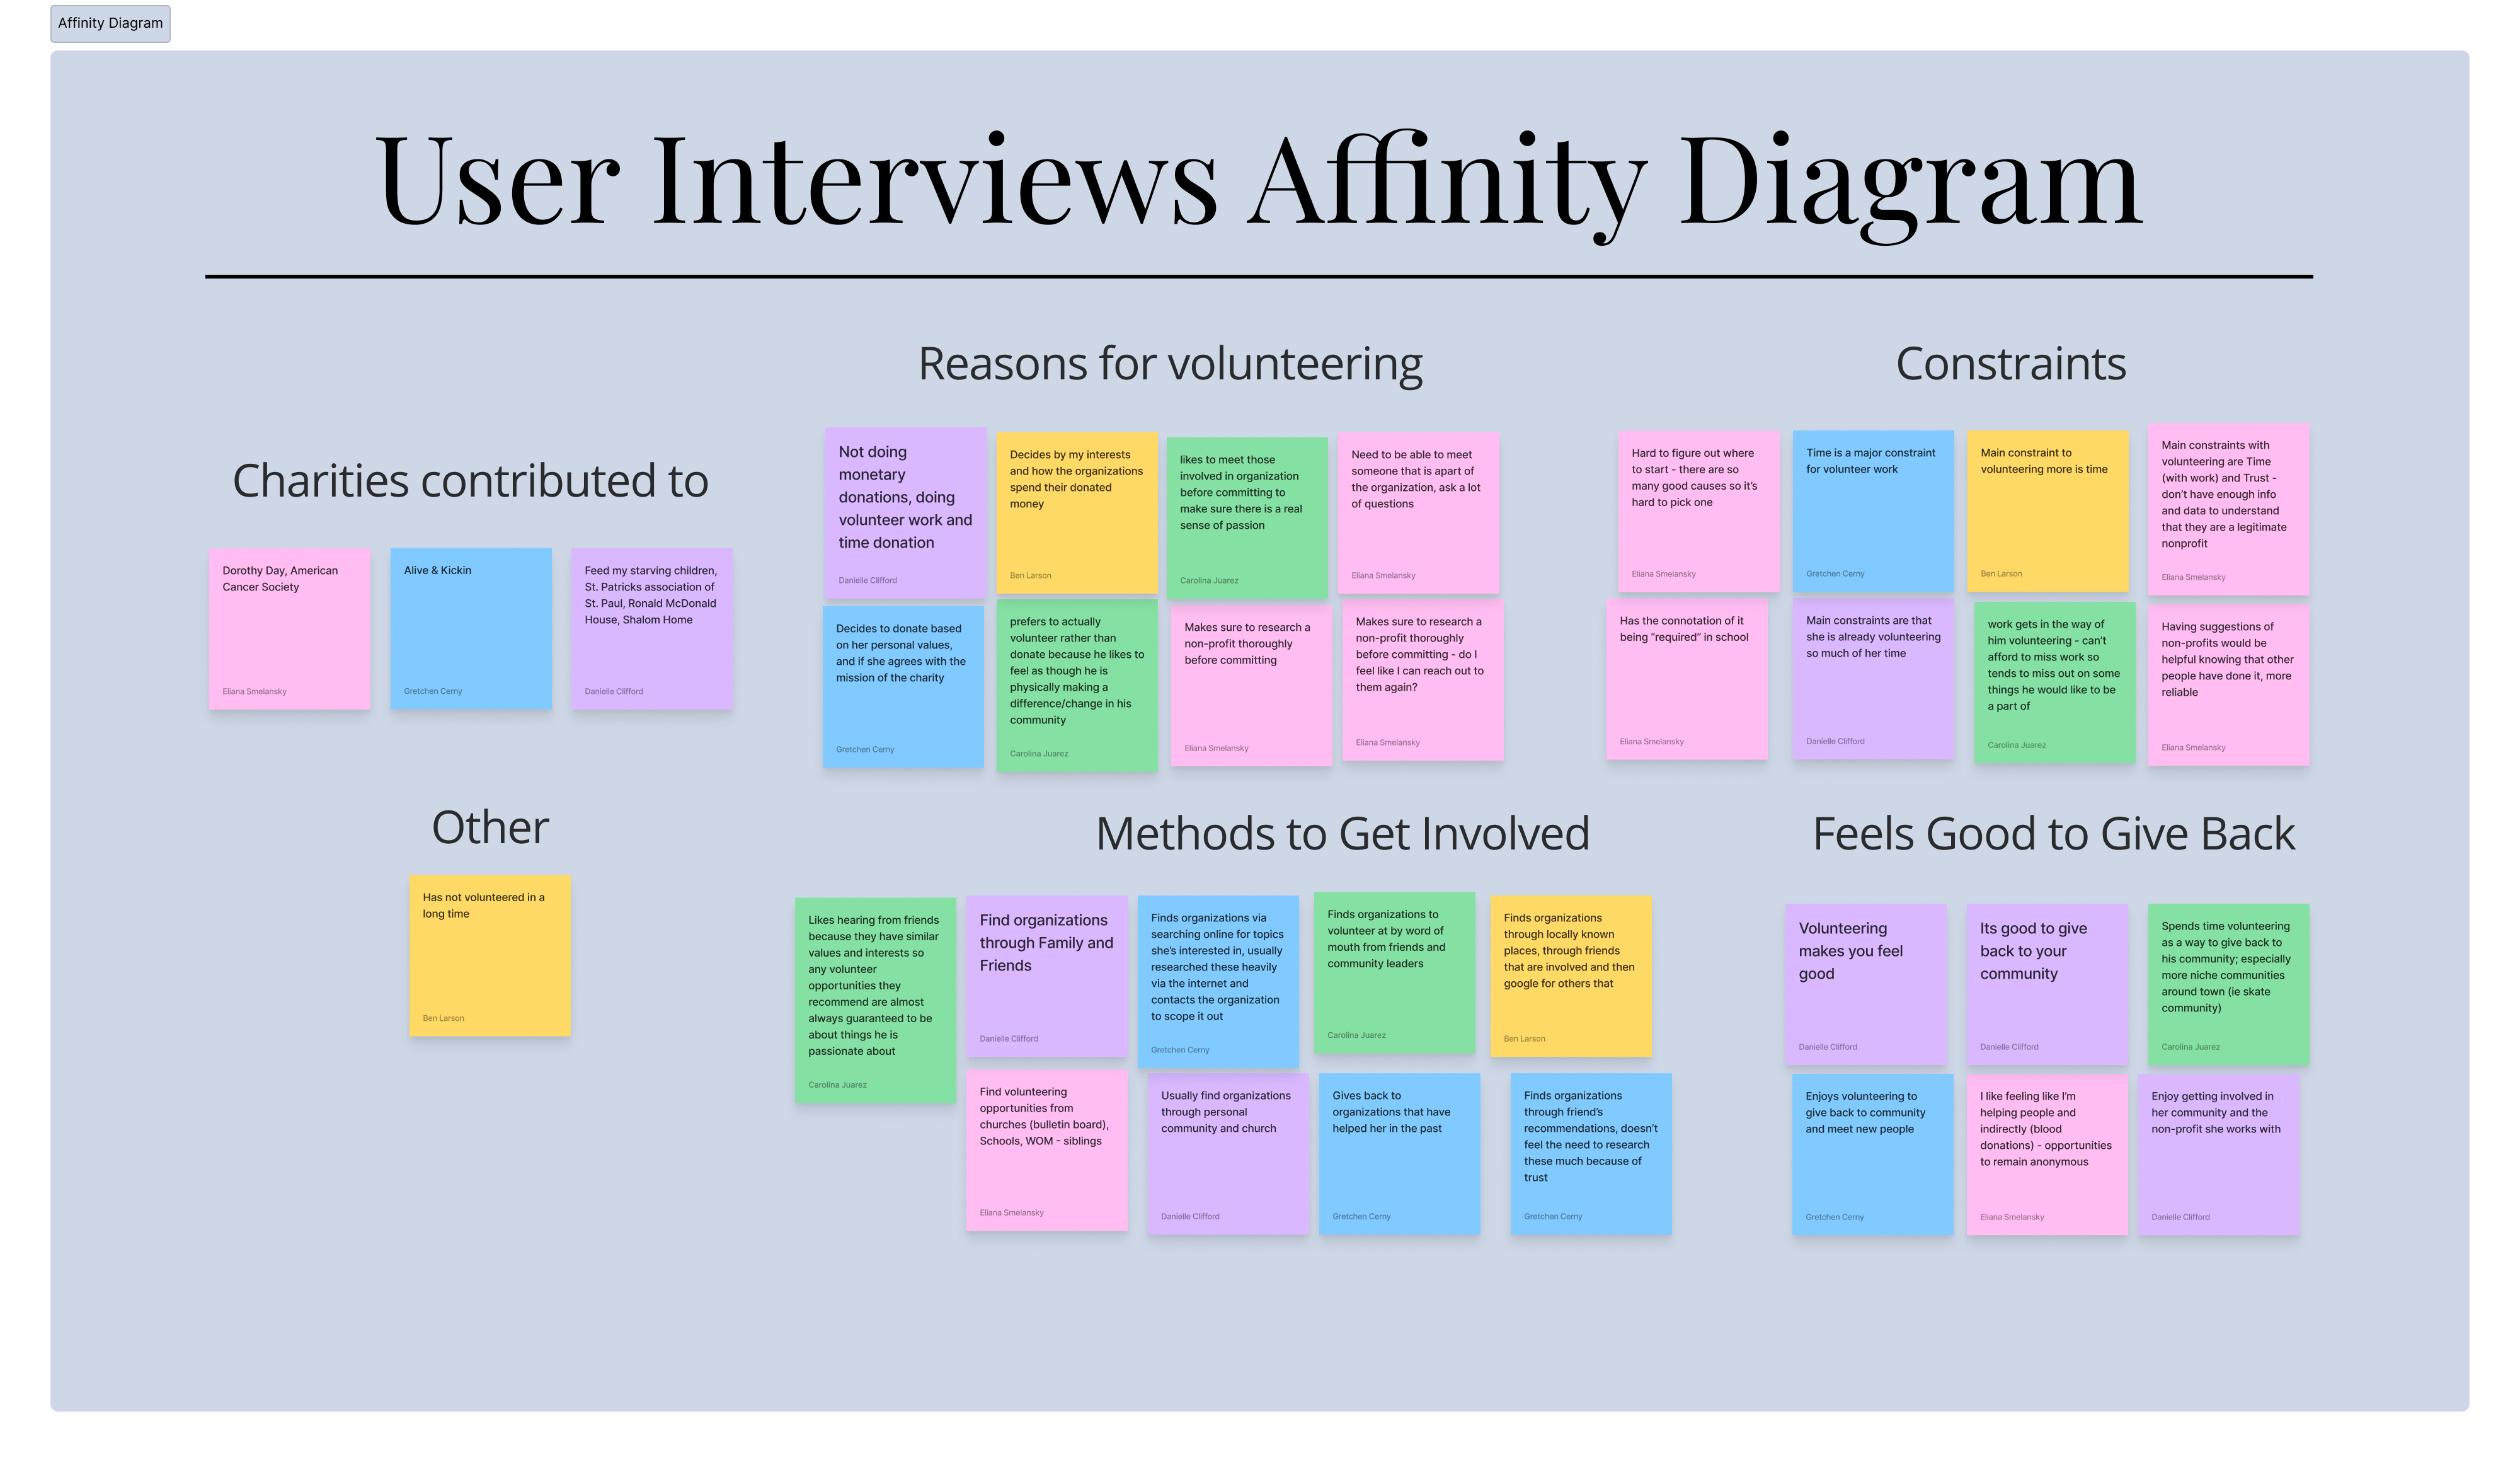 Affinity Diagram
User Interviews Affinity Diagram
Charities contributed to
Dorothy Day, American
Cancer Society
Eliana Smelansky
Alive & Kickin
Gretchen Cerny
Feed my starving children,
St. Patricks association of
St. Paul, Ronald McDonald
House, Shalom Home
Danielle Clifford
Reasons for volunteering
Not doing
monetary
donations, doing
volunteer work and
time donation
Danielle Clifford
Decides by my interests
and how the organizations
spend their donated
money
Ben Larson
likes to meet those
involved in organization
before committing to
make sure there is a real
sense of passion
Carolina Juarez
Need to be able to meet
someone that is apart of
the organization, ask a lot
of questions
Eliana Smelansky
Decides to donate based
on her personal values,
and if she agrees with the
mission of the charity
Gretchen Cerny
prefers to actually
volunteer rather than
donate because he likes to
feel as though he is
physically making a
difference/change in his
community
Carolina Juarez
Makes sure to research a
non-profit thoroughly
before committing
Eliana Smelansky
Makes sure to research a
non-profit thoroughly
before committing - do I
feel like I can reach out to
them again?
Eliana Smelansky
Constraints
Hard to figure out where
to start - there are so
many good causes so it's
hard to pick one
Eliana Smelansky
Time is a major constraint
for volunteer work
Gretchen Cerny
Main constraint to
volunteering more is time
Ben Larson
Main constraints with
volunteering are Time
(with work) and Trust -
don't have enough info
and data to understand
that they are a legitimate
nonprofit
Eliana Smelansky
Has the connotation of it
being "required" in school
Eliana Smelansky
Main constraints are that
she is already volunteering
so much of her time
Danielle Clifford
work gets in the way of
him volunteering - can't
afford to miss work so
tends to miss out on some
things he would like to be
a part of
Carolina Juarez
Having suggestions of
non-profits would be
helpful knowing that other
people have done it, more
reliable
Eliana Smelansky
Other
Has not volunteered in a
long time
Ben Larson
Methods to Get Involved
Likes hearing from friends
because they have similar
values and interests so
any volunteer
opportunities they
recommend are almost
always guaranteed to be
about things he is
passionate about
Carolina Juarez
Find organizations
through Family and
Friends
Danielle Clifford
Finds organizations via
searching online for topics
she's interested in, usually
researched these heavily
via the internet and
contacts the organization
to scope it out
Gretchen Cerny
Finds organizations to
volunteer at by word of
mouth from friends and
community leaders
Carolina Juarez
Finds organizations
through locally known
places, through friends
that are involved and then
google for others that
Ben Larson
Find volunteering
opportunities from
churches (bulletin board),
Schools, WOM - siblings
Eliana Smelansky
Usually find organizations
through personal
community and church
Danielle Clifford
Gives back to
organizations that have
helped her in the past
Gretchen Cerny
Finds organizations
through friend's
recommendations, doesn't
feel the need to research
these much because of
trust
Gretchen Cerny
Feels Good to Give Back
Volunteering
makes you feel
good
Danielle Clifford
Its good to give
back to your
community
Danielle Clifford
Spends time volunteering
as a way to give back to
his community; especially
more niche communities
around town (ie skate
community)
Carolina Juarez
Enjoys volunteering to
give back to community
and meet new people
Gretchen Cerny
I like feeling like I'm
helping people and
indirectly (blood
donations) - opportunities
to remain anonymous
Eliana Smelansky
Enjoy getting involved in
her community and the
non-profit she works with
Danielle Clifford